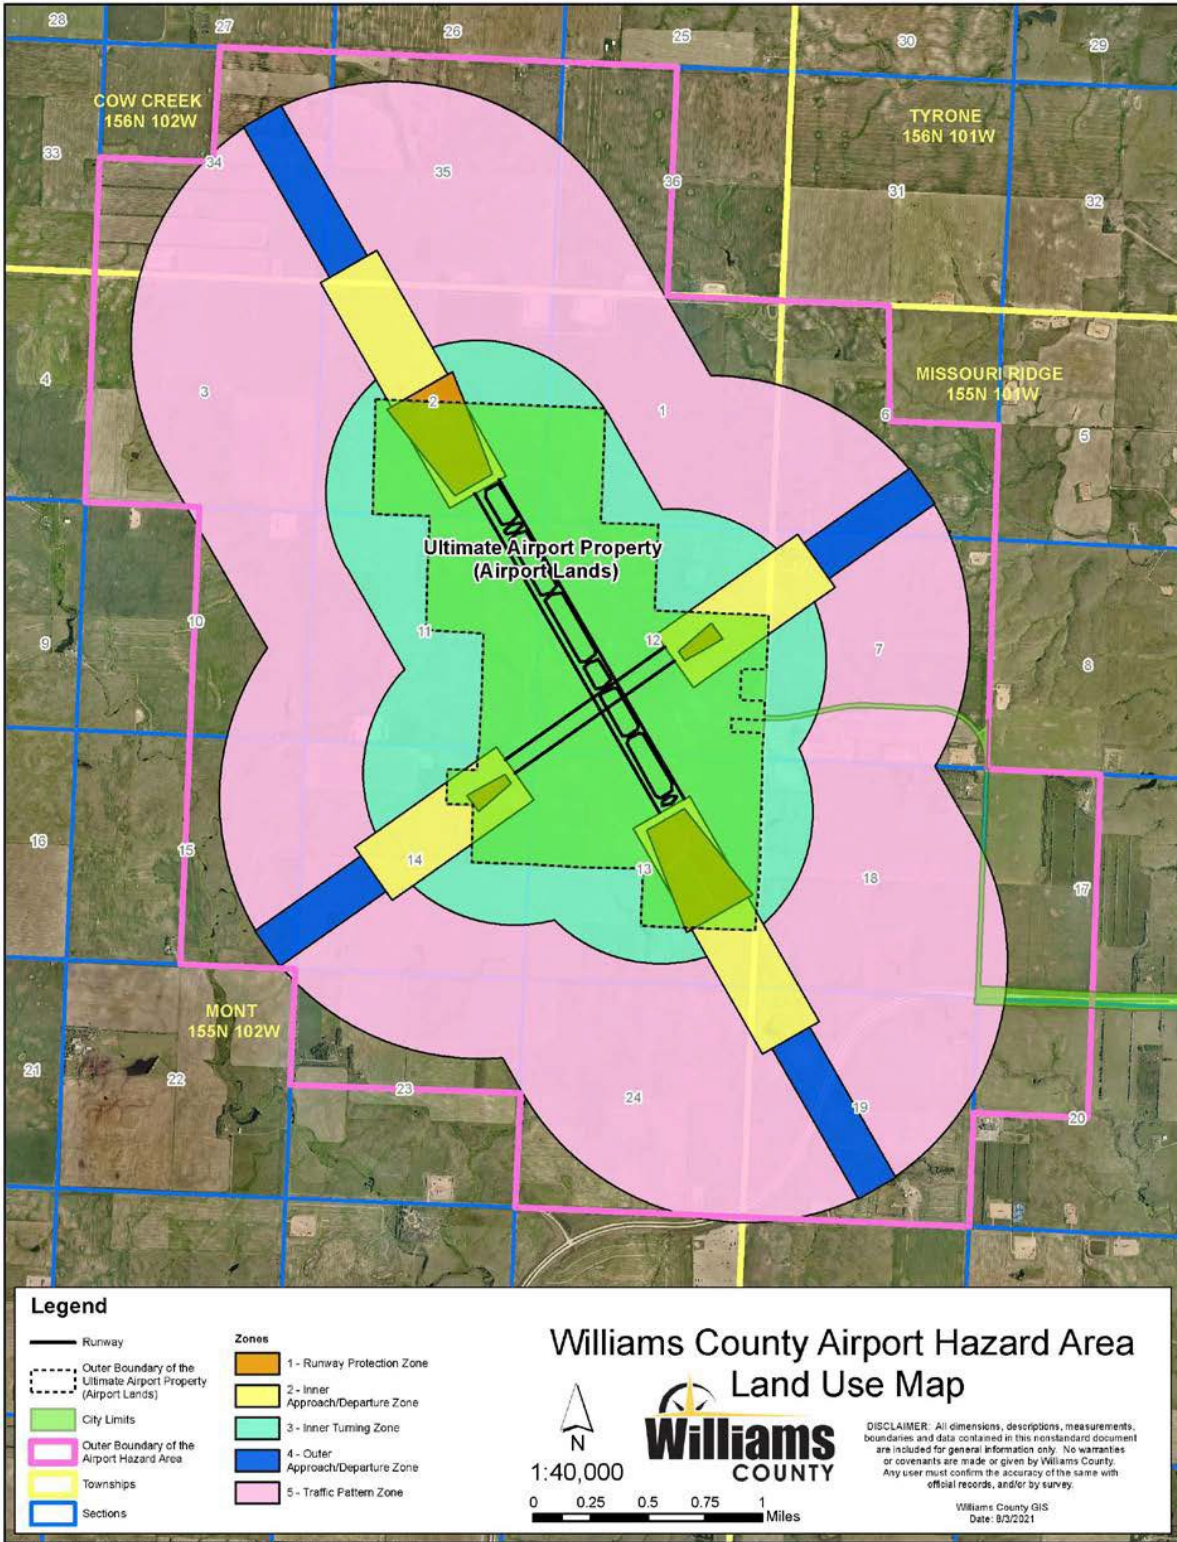 28
27
26
25
30
29
COW CREEK
156N 102W
TYRONE
156N 101W
33
34
35
36
31
32
4
3
2
1
6
MISSOURI RIDGE
155N 101W
5
Ultimate Airport Property
(Airport Lands)
9
10
11
12
7
8
16
15
14
13
18
17
MONT
155N 102W
21
22
23
24
19
20
Legend
Runway
Outer Boundary of the
Ultimate Airport Property
(Airport Lands)
City Limits
Outer Boundary of the
Airport Hazard Area
Townships
Sections
Zones
1 - Runway Protection Zone
2 - Inner
Approach/Departure Zone
3 - Inner Turning Zone
4 - Outer
Approach/Departure Zone
5 - Traffic Pattern Zone
Williams County Airport Hazard Area
Land Use Map
N
1:40,000
0 0.25 0.5 0.75 1
Miles
Williams
COUNTY
DISCLAIMER: All dimensions, descriptions, measurements,
boundaries and data contained in this nonstandard document
are included for general information only. No warranties
or covenants are made or given by Williams County.
Any user must confirm the accuracy of the same with
official records, and/or by survey.
Williams County GIS
Date: 8/3/2021